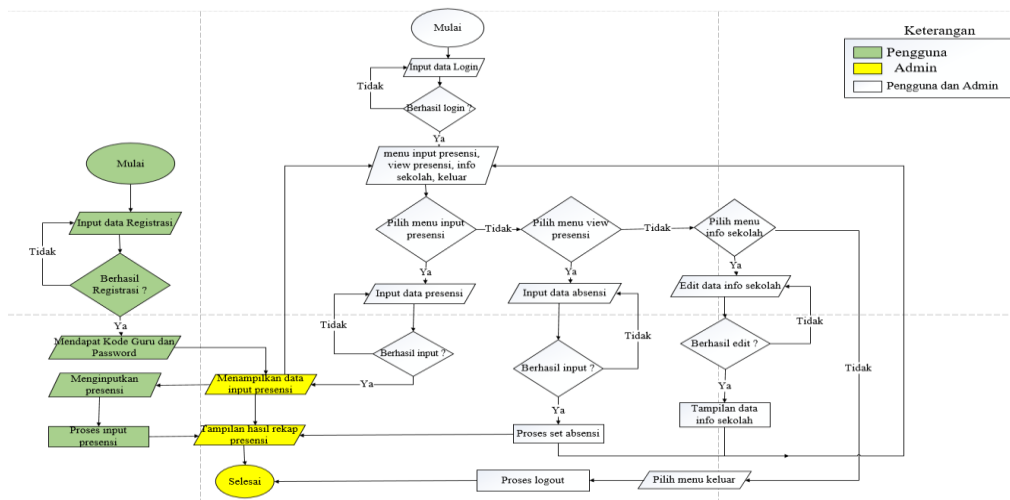 Mulai
Keterangan
Pengguna
Admin
Pengguna dan Admin
Input data Login
Tidak
Berhasil login ?
Ya
menu input presensi,
view presensi, info
sekolah, keluar
Mulai
Input data Registrasi
Tidak
Berhasil
Registrasi ?
Ya
Mendapat Kode Guru dan
Password
Pilih menu input
presensi
Tidak
Pilih menu view
presensi
Tidak
Pilih menu
info sekolah
Ya
Ya
Ya
Input data presensi
Input data absensi
Edit data info sekolah
Tidak
Tidak
Tidak
Berhasil input ?
Berhasil input ?
Berhasil edit ?
Tidak
Ya
Ya
Ya
Menginputkan
presensi
Menampilkan data
input presensi
Tampilan data
info sekolah
Proses input
presensi
Tampilan hasil rekap
presensi
Proses set absensi
Selesai
Proses logout
Pilih menu keluar